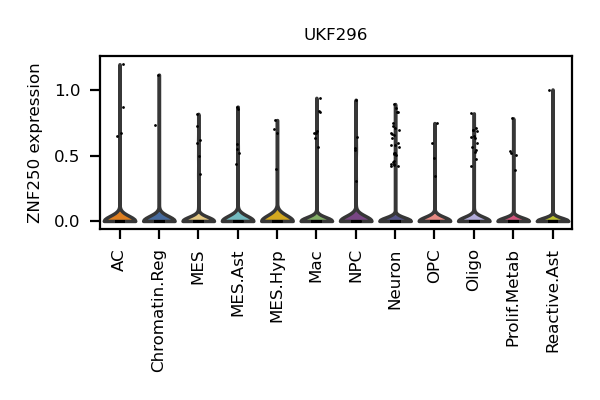 UKF296
ZNF250 expression
1.0
0.5
0.0
AC
Chromatin.Reg
MES
MES.Ast
MES.Hyp
Mac
NPC
Neuron
OPC
Oligo
Prolif.Metab
Reactive.Ast